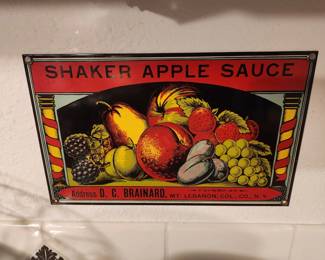 SHAKER APPLE SAUCE
Address D. C. BRAINARD, MT. LEBANON, COL. CO., N.Y.